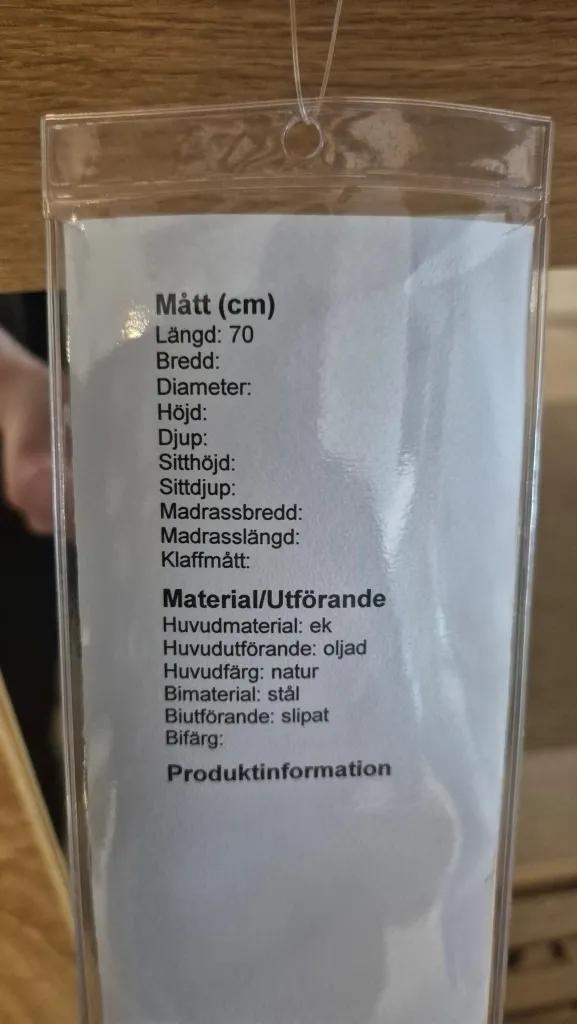 Mått (cm)
Längd: 70
Bredd:
Diameter:
Höjd:
Djup:
Sitthöjd:
Sittdjup:
Madrassbredd:
Madrasslängd:
Klaffmått:
Material/Utförande
Huvudmaterial: ek
Huvudutförande: oljad
Huvudfärg: natur
Bimaterial: stål
Biutförande: slipat
Bifärg:
Produktinformation